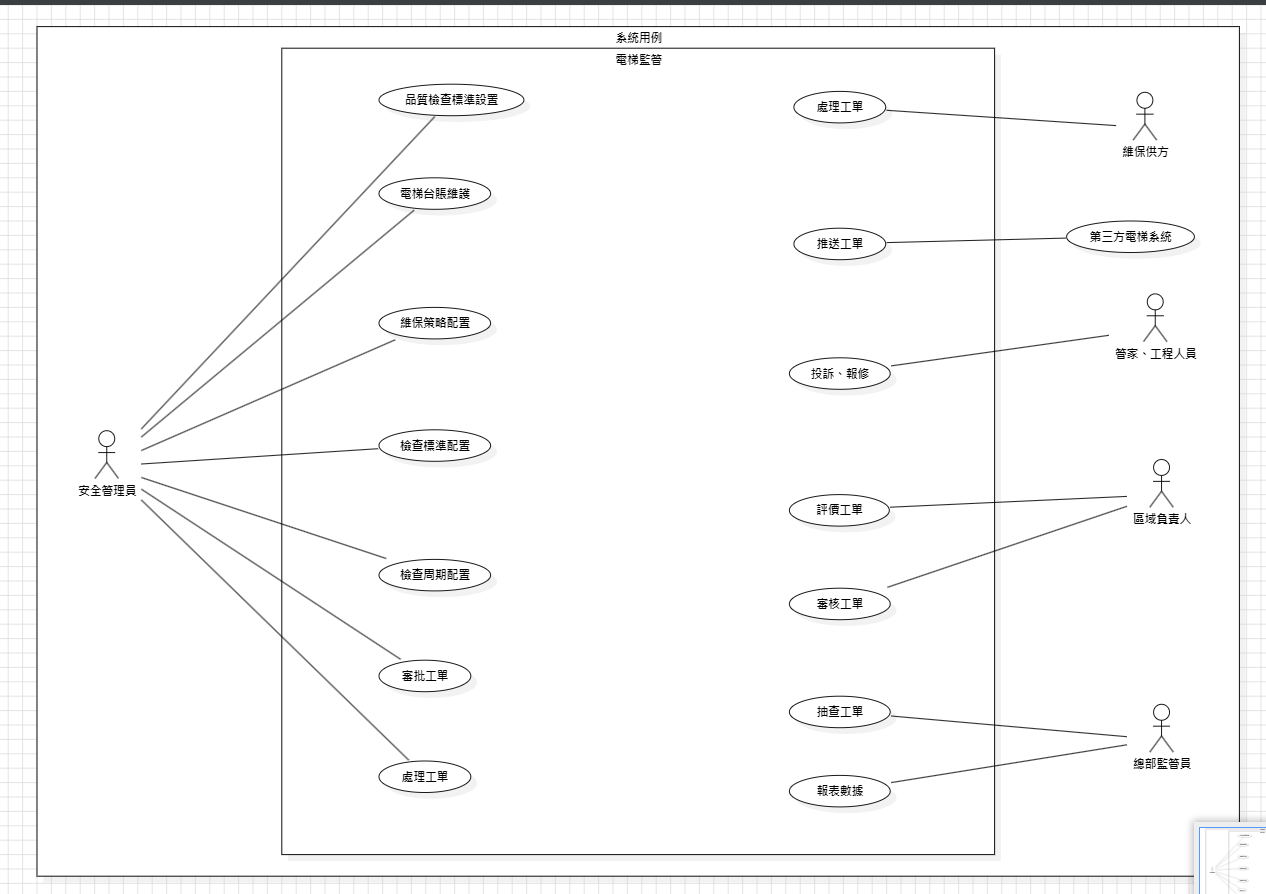 系統用例
電梯監管
品質檢查標準設置
電梯台賬維護
維保策略配置
檢查標準配置
檢查周期配置
審批工單
處理工單
安全管理員
處理工單
推送工單
投訴、報修
評價工單
審核工單
抽查工單
報表數據
維保供方
第三方電梯系統
管家、工程人員
區域負責人
總部監管員